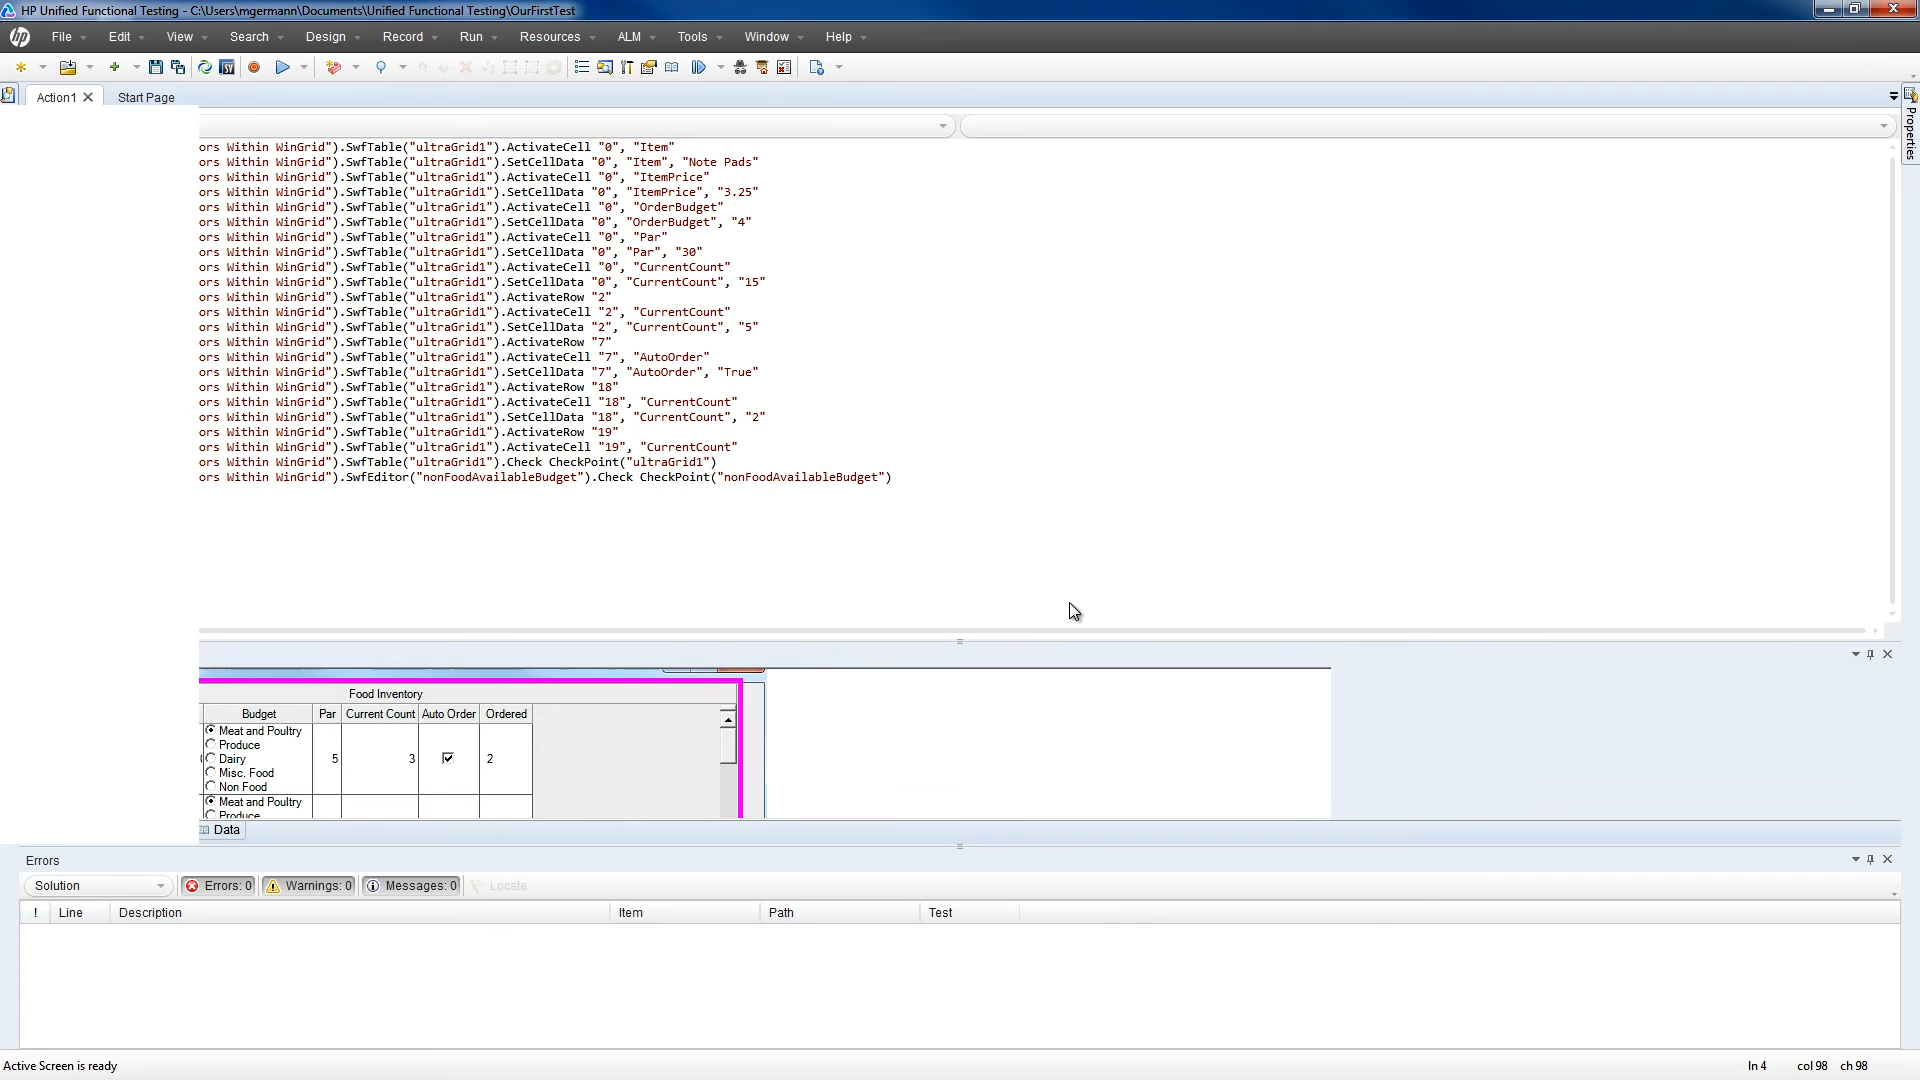 HP Unified Functional Testing - C:\Users\mgermann\Documents\Unified Functional Testing\OurFirstTest
hp File Edit View Search Design Record Run Resources ALM Tools Window Help
Action1 Start Page
Properties
ors Within WinGrid").SwfTable("ultraGrid1").ActivateCell "0", "Item"
ors Within WinGrid").SwfTable("ultraGrid1").SetCellData "0", "Item", "Note Pads"
ors Within WinGrid").SwfTable("ultraGrid1").ActivateCell "0", "ItemPrice"
ors Within WinGrid").SwfTable("ultraGrid1").SetCellData "0", "ItemPrice", "3.25"
ors Within WinGrid").SwfTable("ultraGrid1").ActivateCell "0", "OrderBudget"
ors Within WinGrid").SwfTable("ultraGrid1").SetCellData "0", "OrderBudget", "4"
ors Within WinGrid").SwfTable("ultraGrid1").ActivateCell "0", "Par"
ors Within WinGrid").SwfTable("ultraGrid1").SetCellData "0", "Par", "30"
ors Within WinGrid").SwfTable("ultraGrid1").ActivateCell "0", "CurrentCount"
ors Within WinGrid").SwfTable("ultraGrid1").SetCellData "0", "CurrentCount", "15"
ors Within WinGrid").SwfTable("ultraGrid1").ActivateRow "2"
ors Within WinGrid").SwfTable("ultraGrid1").ActivateCell "2", "CurrentCount"
ors Within WinGrid").SwfTable("ultraGrid1").SetCellData "2", "CurrentCount", "5"
ors Within WinGrid").SwfTable("ultraGrid1").ActivateRow "7"
ors Within WinGrid").SwfTable("ultraGrid1").ActivateCell "7", "AutoOrder"
ors Within WinGrid").SwfTable("ultraGrid1").SetCellData "7", "AutoOrder", "True"
ors Within WinGrid").SwfTable("ultraGrid1").ActivateRow "18"
ors Within WinGrid").SwfTable("ultraGrid1").ActivateCell "18", "CurrentCount"
ors Within WinGrid").SwfTable("ultraGrid1").SetCellData "18", "CurrentCount", "2"
ors Within WinGrid").SwfTable("ultraGrid1").ActivateRow "19"
ors Within WinGrid").SwfTable("ultraGrid1").ActivateCell "19", "CurrentCount"
ors Within WinGrid").SwfTable("ultraGrid1").Check CheckPoint("ultraGrid1")
ors Within WinGrid").SwfEditor("nonFoodAvailableBudget").Check CheckPoint("nonFoodAvailableBudget")
Food Inventory
Budget Par Current Count Auto Order Ordered
Meat and Poultry
Produce
Dairy 5 3 2
Misc. Food
Non Food
Meat and Poultry
Produce
Data
Errors
Solution Errors: 0 Warnings: 0 Messages: 0 Locate
! Line Description Item Path Test
Active Screen is ready ln 4 col 98 ch 98